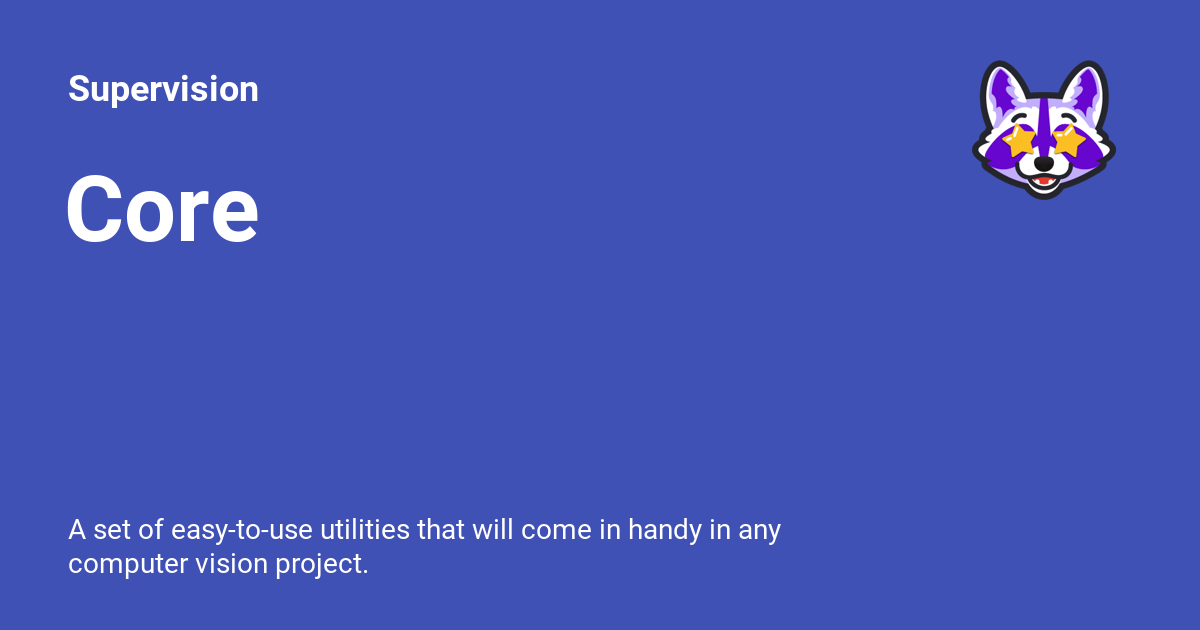 Supervision
Core
A set of easy-to-use utilities that will come in handy in any
computer vision project.